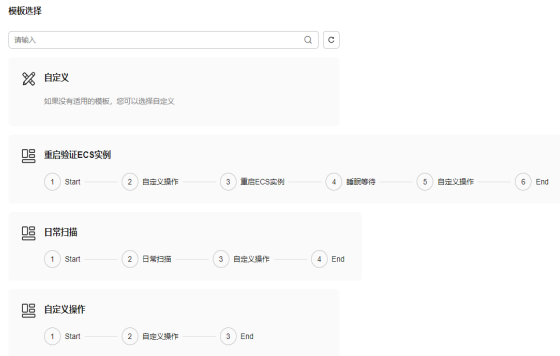 模板选择
请输入
自定义
如果没有适用的模板，您可以选择自定义
重启验证ECS实例
1 Start 2 自定义操作 3 重启ECS实例 4 睡眠等待 5 自定义操作 6 End
日常扫描
1 Start 2 日常扫描 3 自定义操作 4 End
自定义操作
1 Start 2 自定义操作 3 End